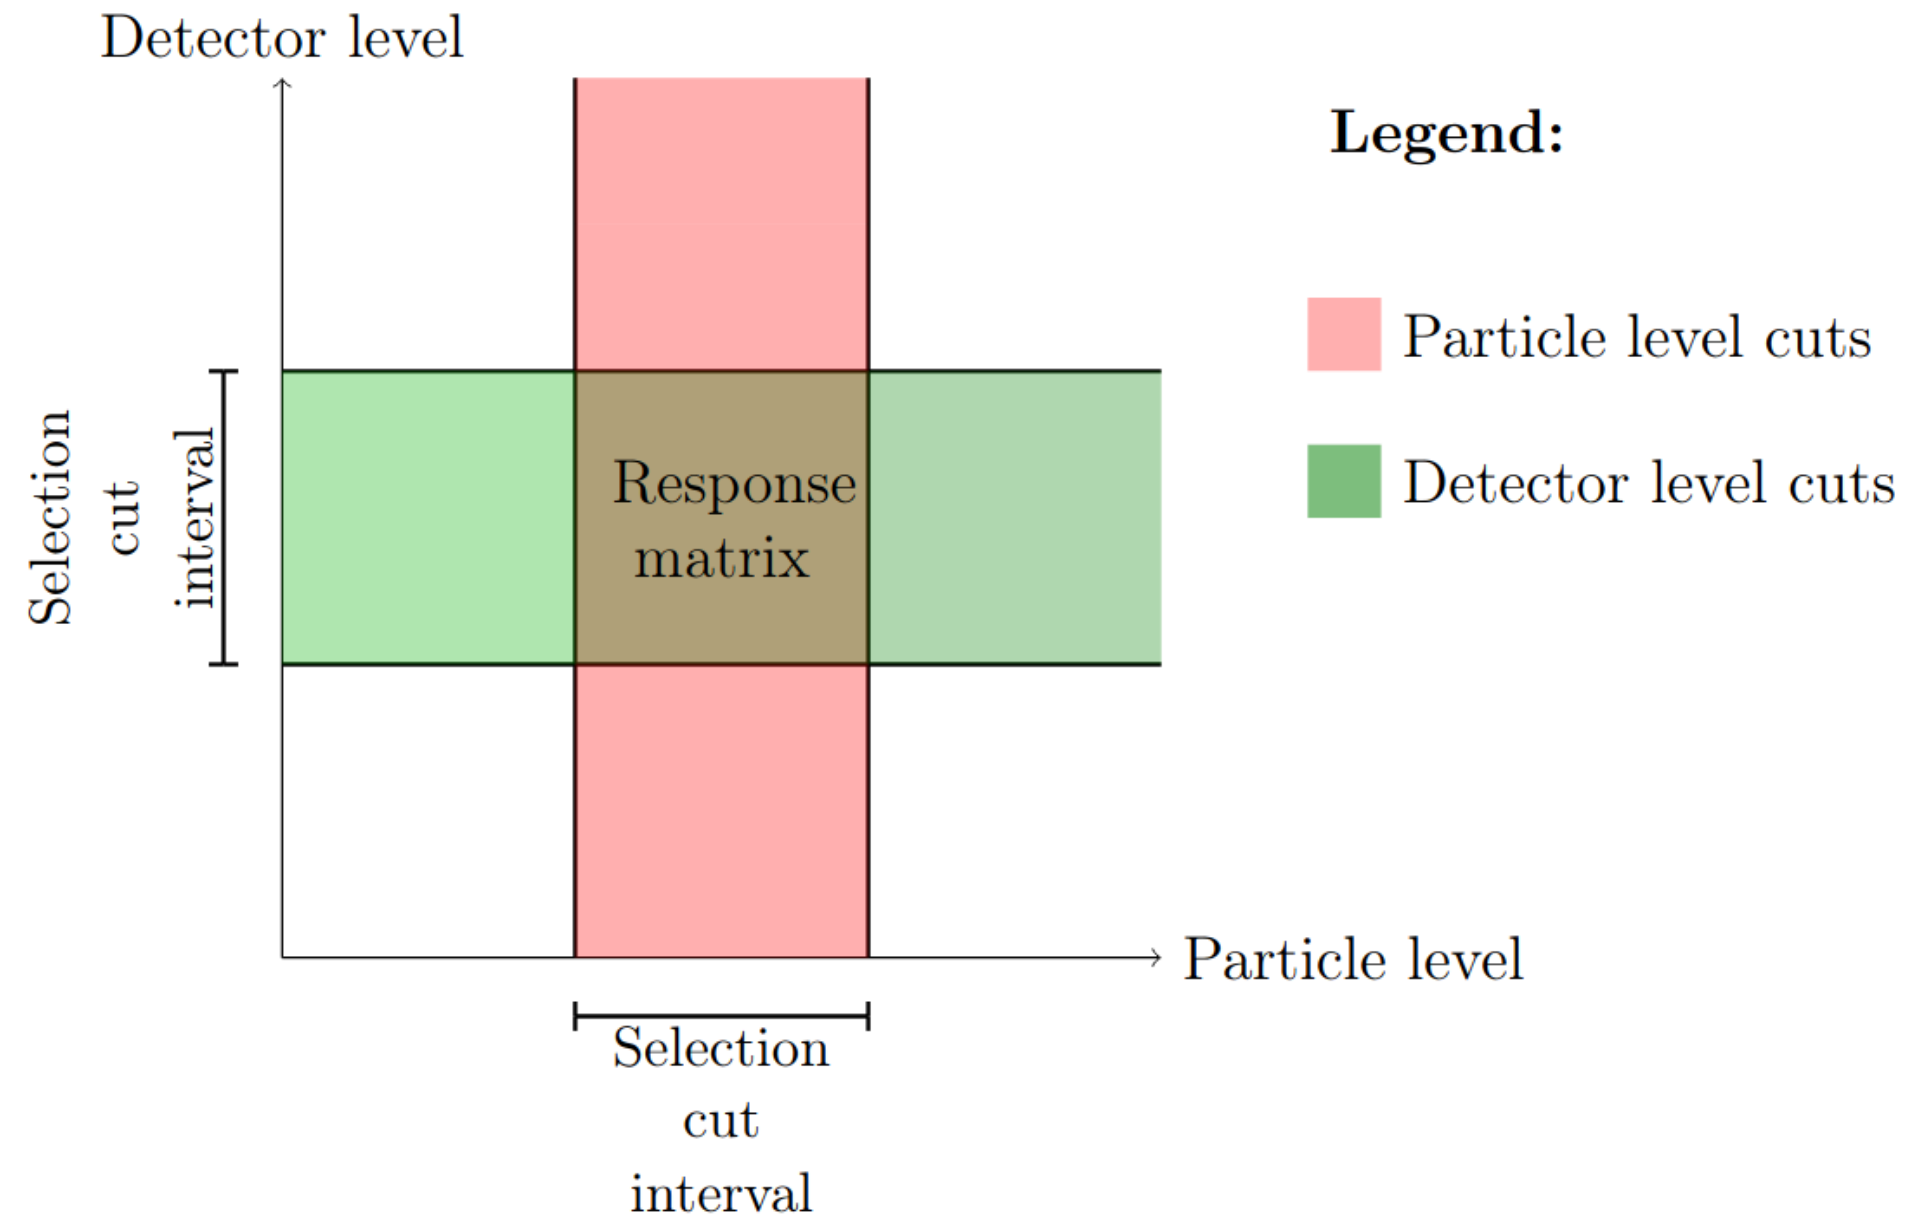 Detector level
Legend:
Particle level cuts
Detector level cuts
Selection
cut
interval
Response
matrix
Particle level
Selection
cut
interval